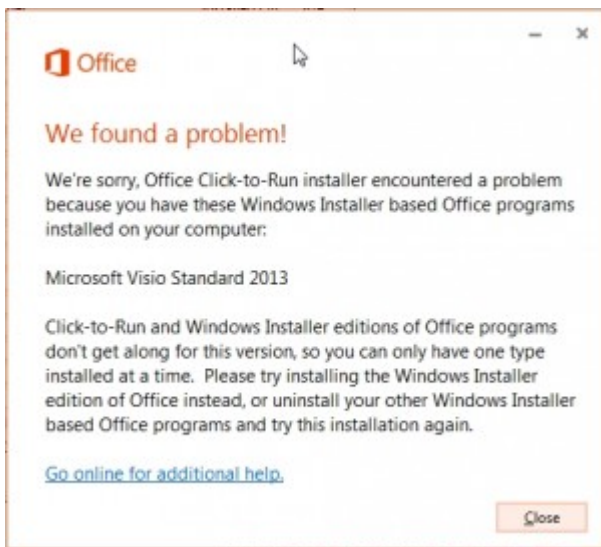 Office
We found a problem!
We're sorry, Office Click-to-Run installer encountered a problem
because you have these Windows Installer based Office programs
installed on your computer:
Microsoft Visio Standard 2013
Click-to-Run and Windows Installer editions of Office programs
don't get along for this version, so you can only have one type
installed at a time. Please try installing the Windows Installer
edition of Office instead, or uninstall your other Windows Installer
based Office programs and try this installation again.
Go online for additional help.
Close